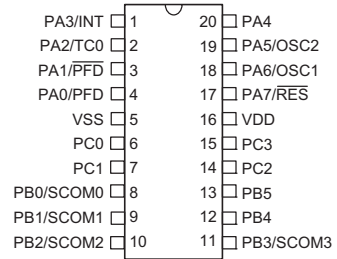 PA3/INT 1 20 PA4
PA2/TC0 2 19 PA5/OSC2
PA1/P̅F̅D̅ 3 18 PA6/OSC1
PA0/PFD 4 17 PA7/R̅E̅S̅
VSS 5 16 VDD
PC0 6 15 PC3
PC1 7 14 PC2
PB0/SCOM0 8 13 PB5
PB1/SCOM1 9 12 PB4
PB2/SCOM2 10 11 PB3/SCOM3